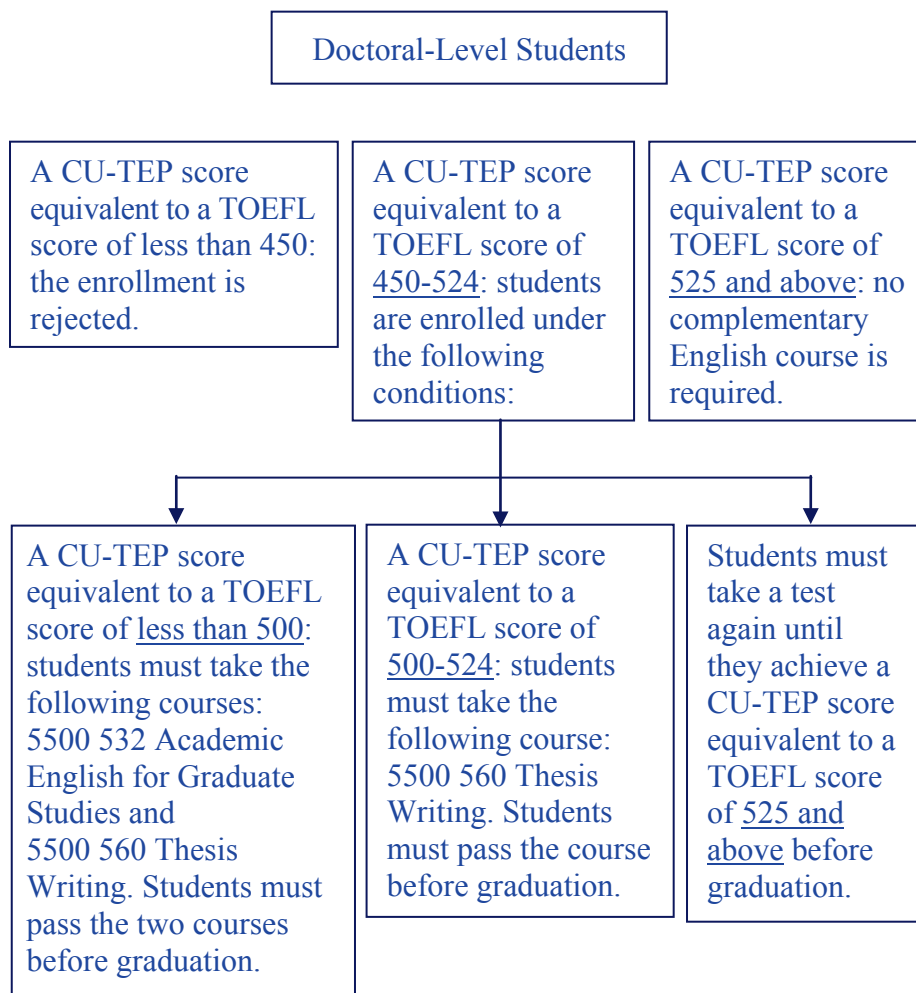 Doctoral-Level Students
A CU-TEP score
equivalent to a TOEFL
score of less than 450:
the enrollment is
rejected.
A CU-TEP score
equivalent to a
TOEFL score of
450-524: students
are enrolled under
the following
conditions:
A CU-TEP score
equivalent to a
TOEFL score of
525 and above: no
complementary
English course is
required.
A CU-TEP score
equivalent to a TOEFL
score of less than 500:
students must take the
following courses:
5500 532 Academic
English for Graduate
Studies and
5500 560 Thesis
Writing. Students must
pass the two courses
before graduation.
A CU-TEP score
equivalent to a
TOEFL score of
500-524: students
must take the
following course:
5500 560 Thesis
Writing. Students
must pass the course
before graduation.
Students must
take a test
again until
they achieve a
CU-TEP score
equivalent to a
TOEFL score
of 525 and
above before
graduation.